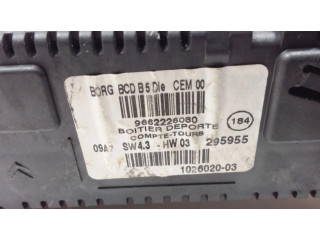 BORG BCD B5 Die CEM 00
9662226080
BOITIER DEPORTE
COMPTE-TOURS
184
09A7 SW4.3 - HW 03 295955
1026020-03